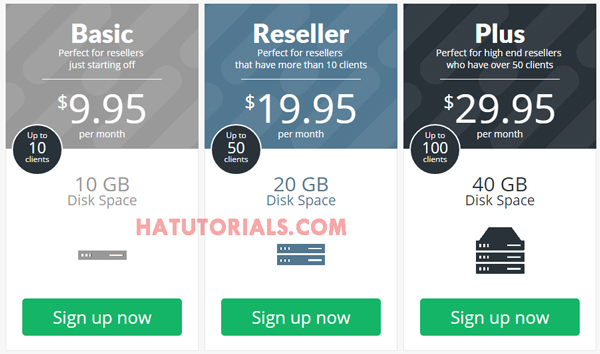 Basic
Perfect for resellers
just starting off
$9.95
per month
Up to
10
clients
10 GB
Disk Space
Sign up now
Reseller
Perfect for resellers
that have more than 10 clients
$19.95
per month
Up to
50
clients
20 GB
Disk Space
Sign up now
Plus
Perfect for high end resellers
who have over 50 clients
$29.95
per month
Up to
100
clients
40 GB
Disk Space
Sign up now
HATUTORIALS.COM